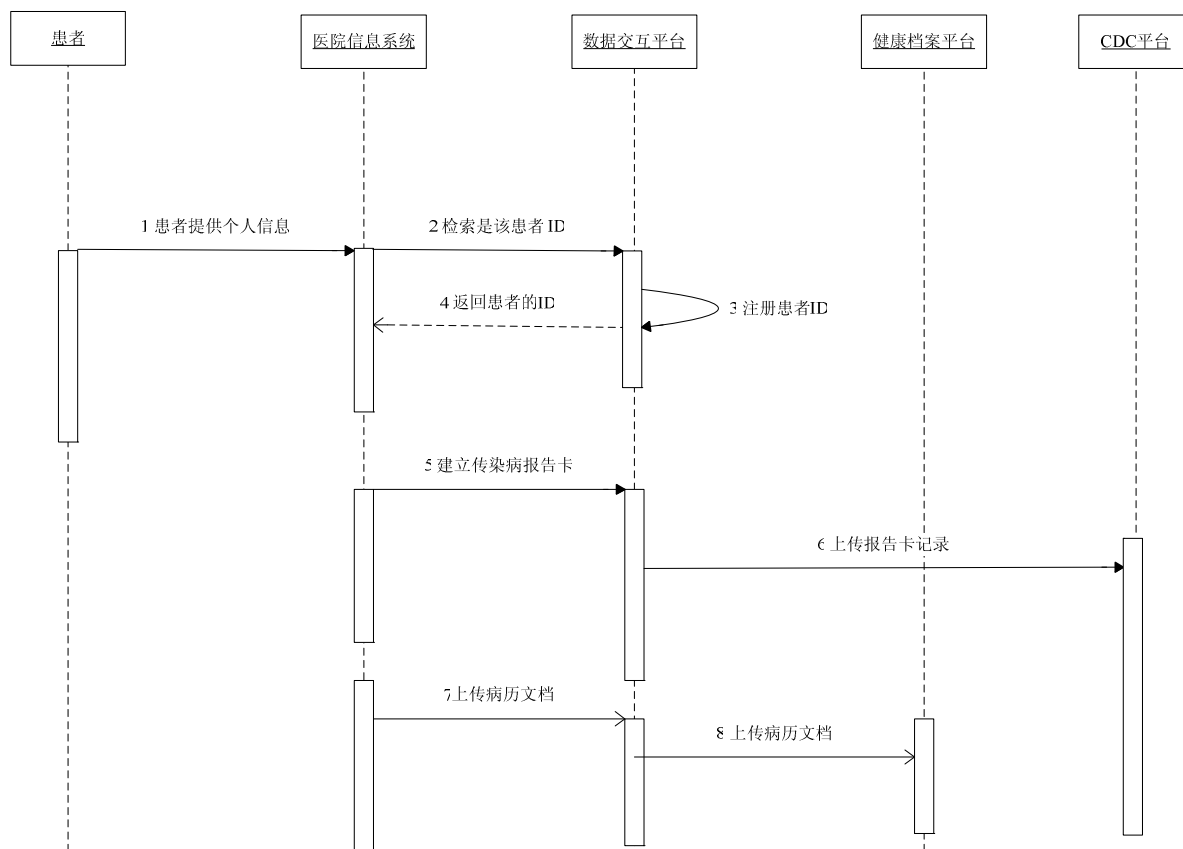 患者
医院信息系统
数据交互平台
健康档案平台
CDC平台
1 患者提供个人信息
2 检索是该患者 ID
4 返回患者的ID
3 注册患者ID
5 建立传染病报告卡
6 上传报告卡记录
7上传病历文档
8 上传病历文档